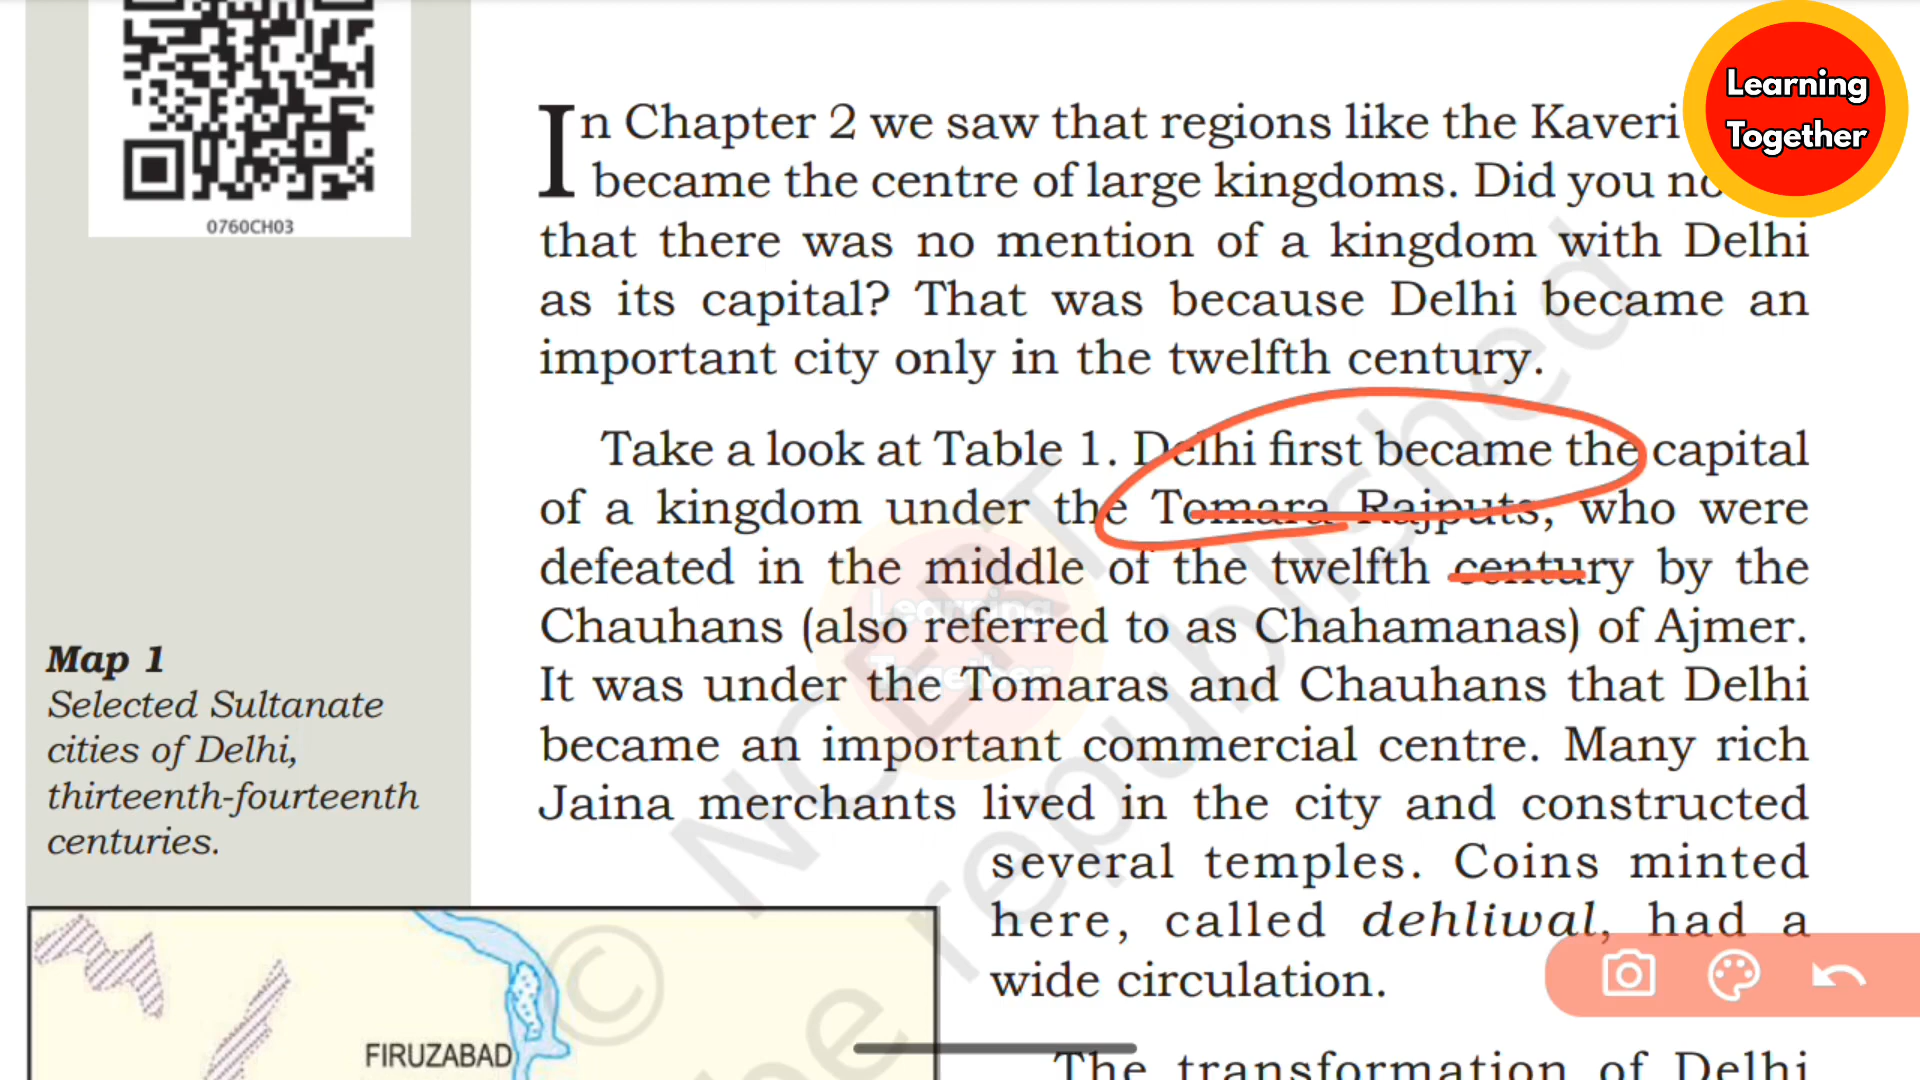 0760CH03
Learning
Together
In Chapter 2 we saw that regions like the Kaveri
became the centre of large kingdoms. Did you no
that there was no mention of a kingdom with Delhi
as its capital? That was because Delhi became an
important city only in the twelfth century.
Take a look at Table 1. Delhi first became the capital
of a kingdom under the Tomara Rajputs, who were
defeated in the middle of the twelfth century by the
Chauhans (also referred to as Chahamanas) of Ajmer.
It was under the Tomaras and Chauhans that Delhi
became an important commercial centre. Many rich
Jaina merchants lived in the city and constructed
several temples. Coins minted
here, called dehliwal, had a
wide circulation.
The transformation of Delhi
Map 1
Selected Sultanate
cities of Delhi,
thirteenth-fourteenth
centuries.
FIRUZABAD
Learning
Together
© NCERT
he republished